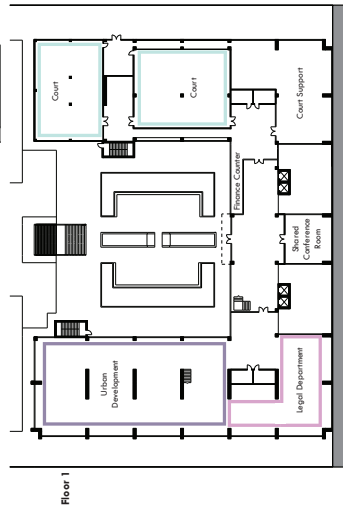 Court
Court
Court Support
Finance Counter
Shared
Conference
Room
Urban
Development
Legal Department
Floor 1